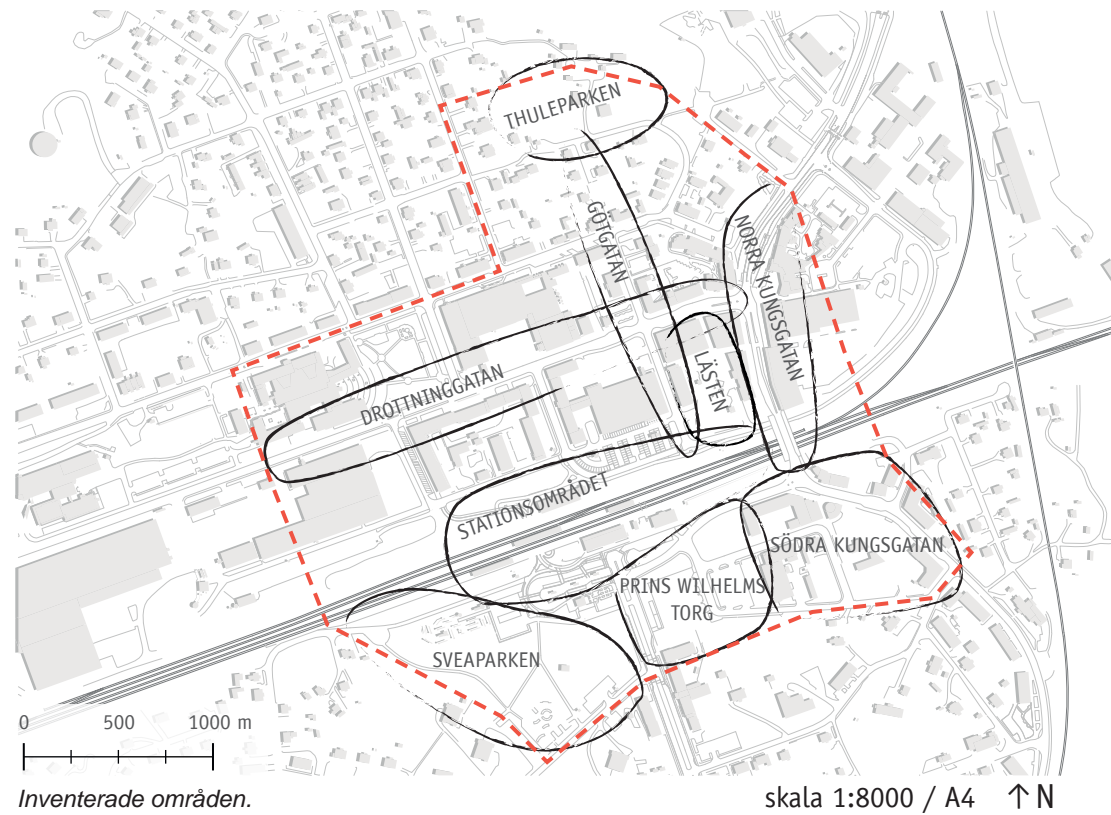 THULEPARKEN
GÖTGATAN
NORRA KUNGSGATAN
LÄSTEN
DROTTNINGGATAN
STATIONSOMRÅDET
SÖDRA KUNGSGATAN
PRINS WILHELMS
TORG
SVEAPARKEN
0 500 1000 m
Inventerade områden.
skala 1:8000 / A4 ↑ N